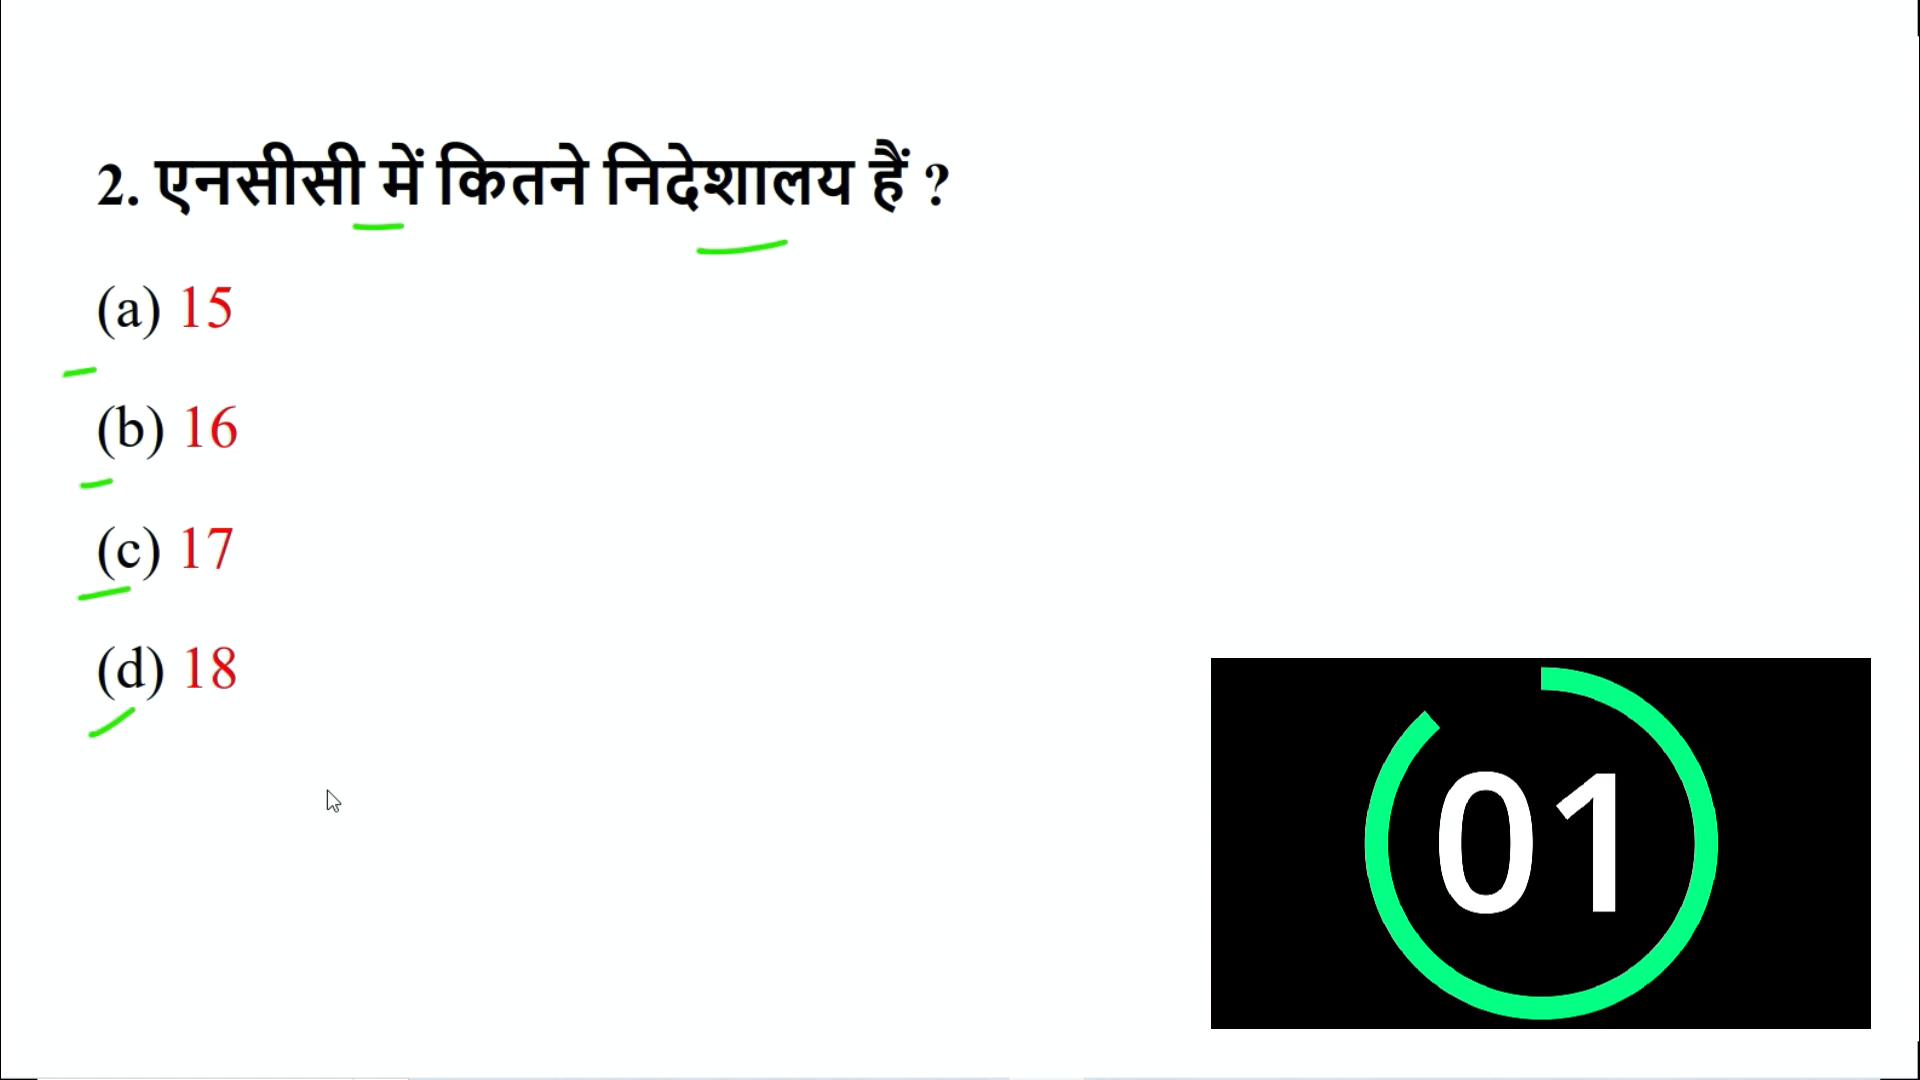 2. एनसीसी में कितने निदेशालय हैं ?
(a) 15
(b) 16
(c) 17
(d) 18
01